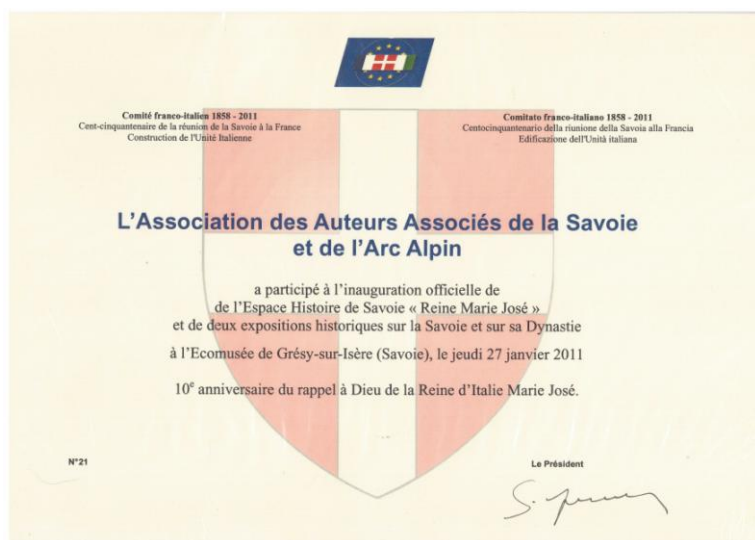 Comité franco-italien 1858 - 2011
Cent-cinquantenaire de la réunion de la Savoie à la France
Construction de l'Unité Italienne
Comitato franco-italiano 1858 - 2011
Centocinquantenario della riunione della Savoia alla Francia
Edificazione dell'Unità italiana
L'Association des Auteurs Associés de la Savoie
et de l'Arc Alpin
a participé à l'inauguration officielle de
de l'Espace Histoire de Savoie « Reine Marie José »
et de deux expositions historiques sur la Savoie et sur sa Dynastie
à l'Ecomusée de Grésy-sur-Isère (Savoie), le jeudi 27 janvier 2011
10e anniversaire du rappel à Dieu de la Reine d'Italie Marie José.
N°21
Le Président